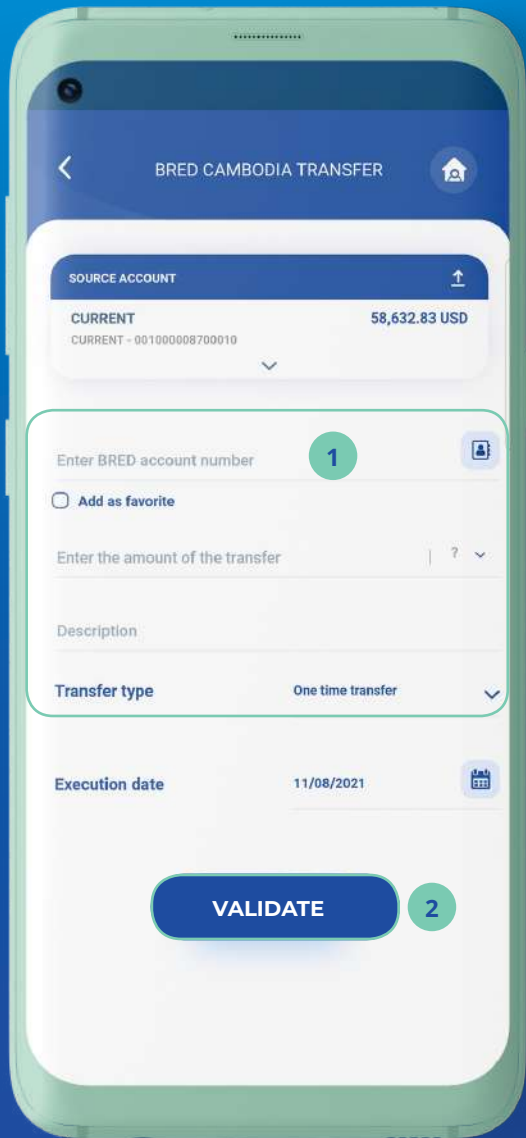 BRED CAMBODIA TRANSFER
SOURCE ACCOUNT
CURRENT 58,632.83 USD
CURRENT - 001000008700010
Enter BRED account number 1
Add as favorite
Enter the amount of the transfer | ?
Description
Transfer type One time transfer
Execution date 11/08/2021
VALIDATE 2